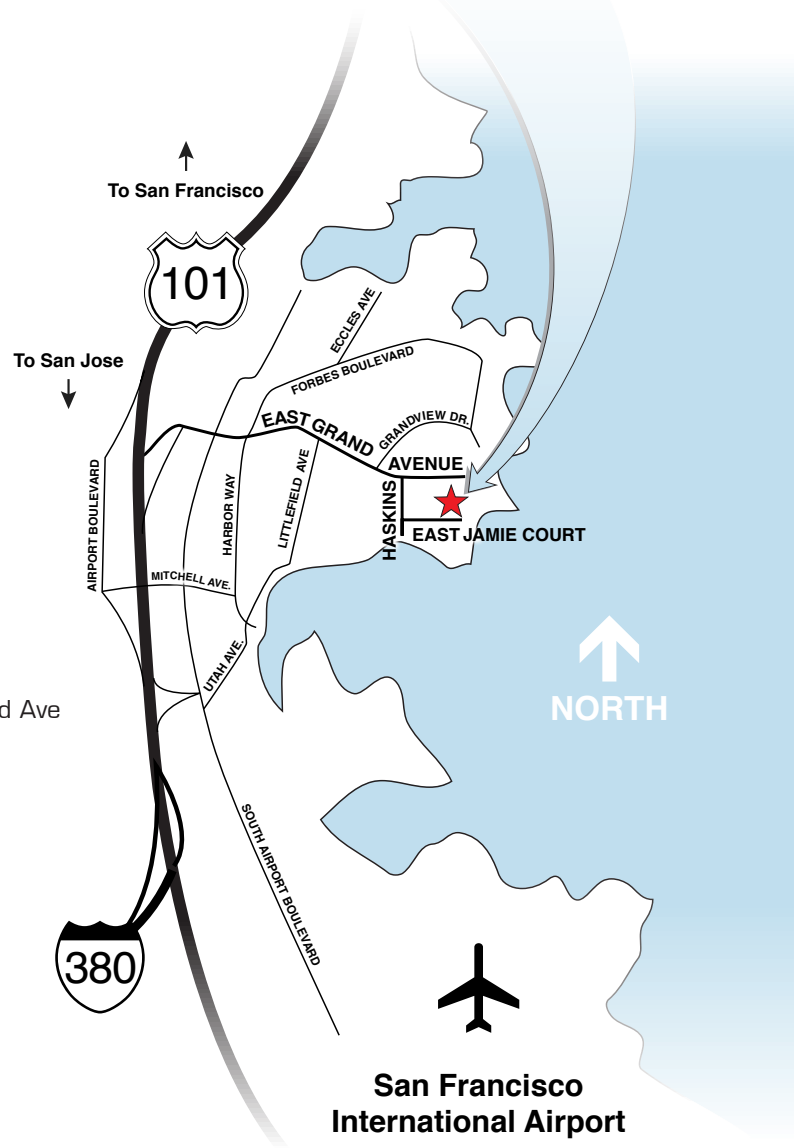 To San Francisco
101
To San Jose
ECCLES AVE
FORBES BOULEVARD
EAST GRAND
GRANDVIEW DR.
AVENUE
AIRPORT BOULEVARD
HARBOR WAY
LITTLEFIELD AVE
HASKINS
EAST JAMIE COURT
MITCHELL AVE.
UTAH AVE.
NORTH
d Ave
SOUTH AIRPORT BOULEVARD
380
San Francisco
International Airport